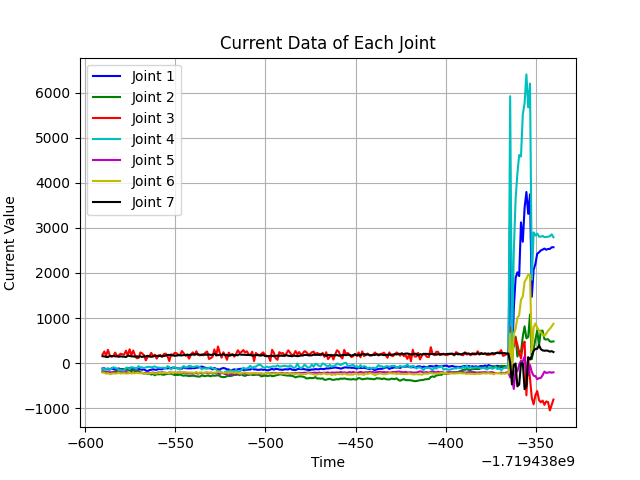 Current Data of Each Joint
Joint 1
Joint 2
Joint 3
Joint 4
Joint 5
Joint 6
Joint 7
6000
5000
4000
3000
2000
1000
0
−1000
Current Value
−600
−550
−500
−450
−400
−350
Time
−1.719438e9